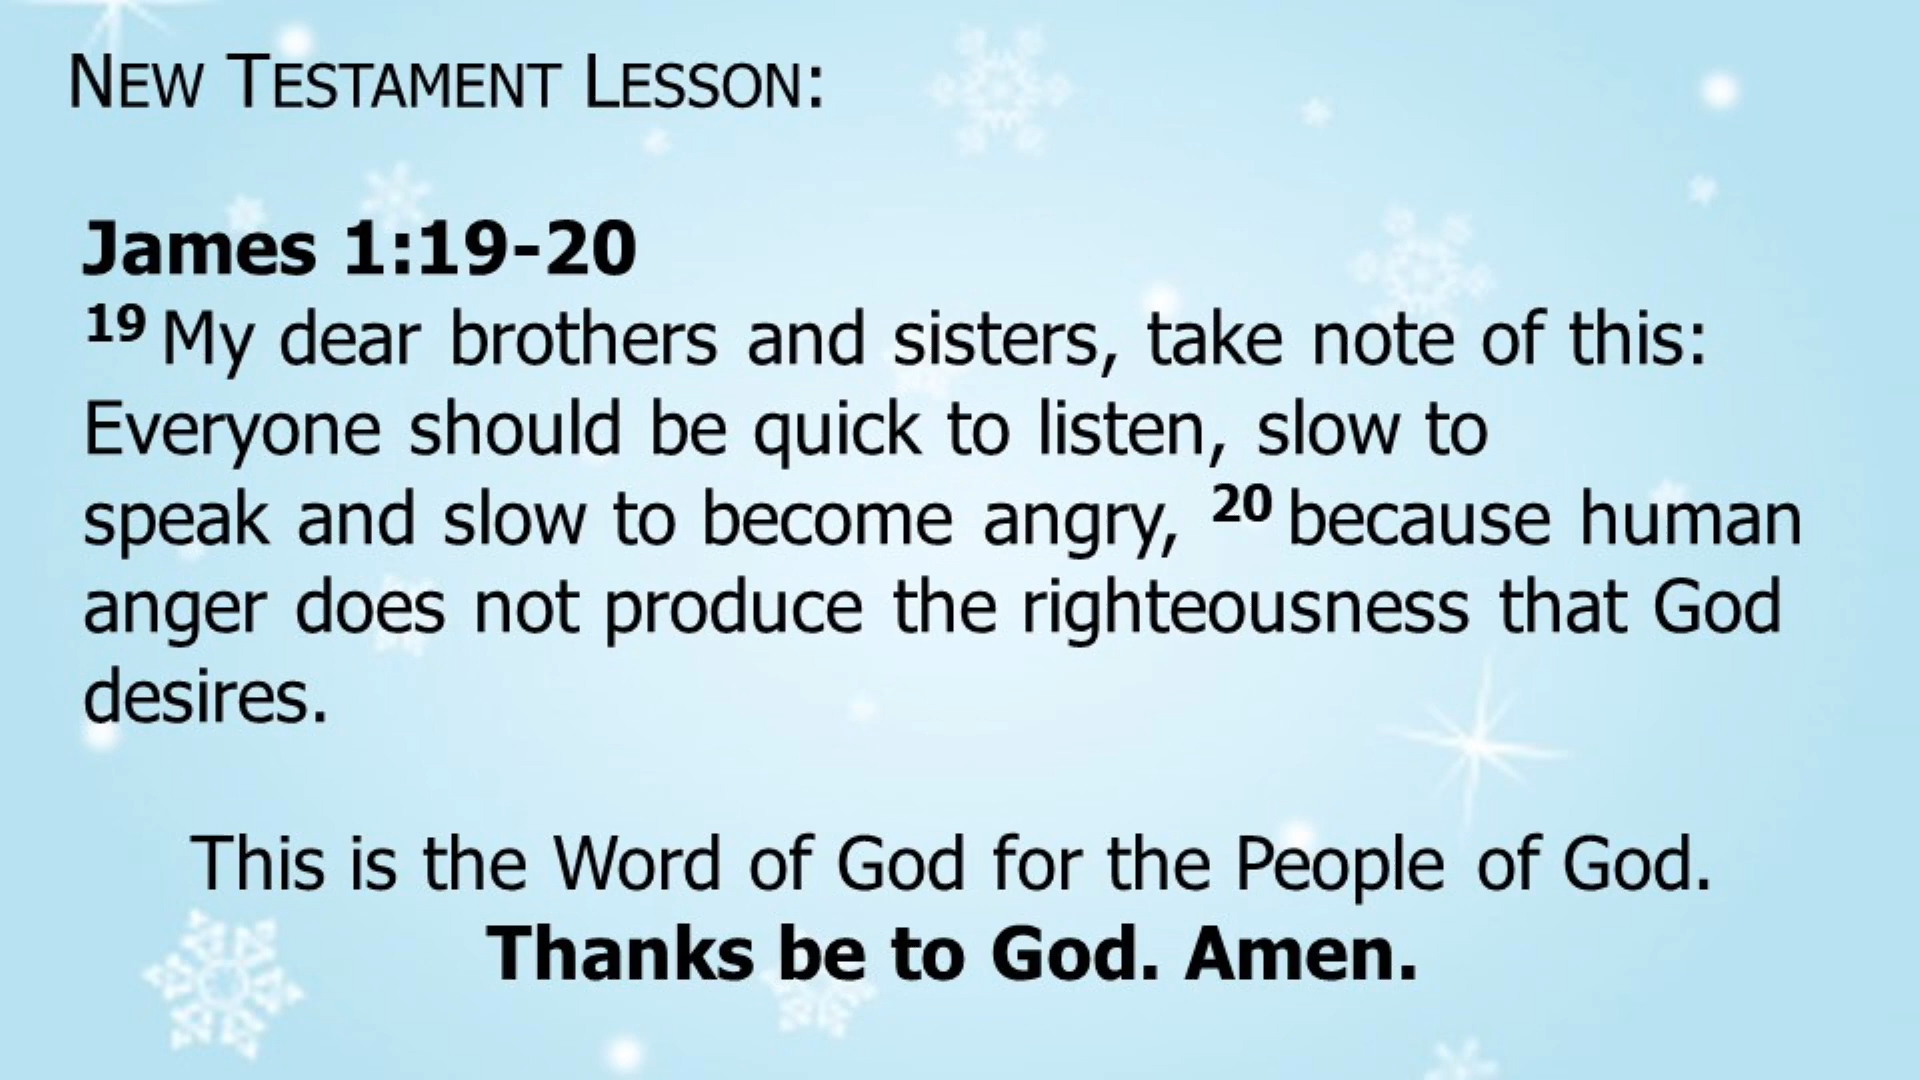 NEW TESTAMENT LESSON:
James 1:19-20
19 My dear brothers and sisters, take note of this:
Everyone should be quick to listen, slow to
speak and slow to become angry, 20 because human
anger does not produce the righteousness that God
desires.
This is the Word of God for the People of God.
Thanks be to God. Amen.